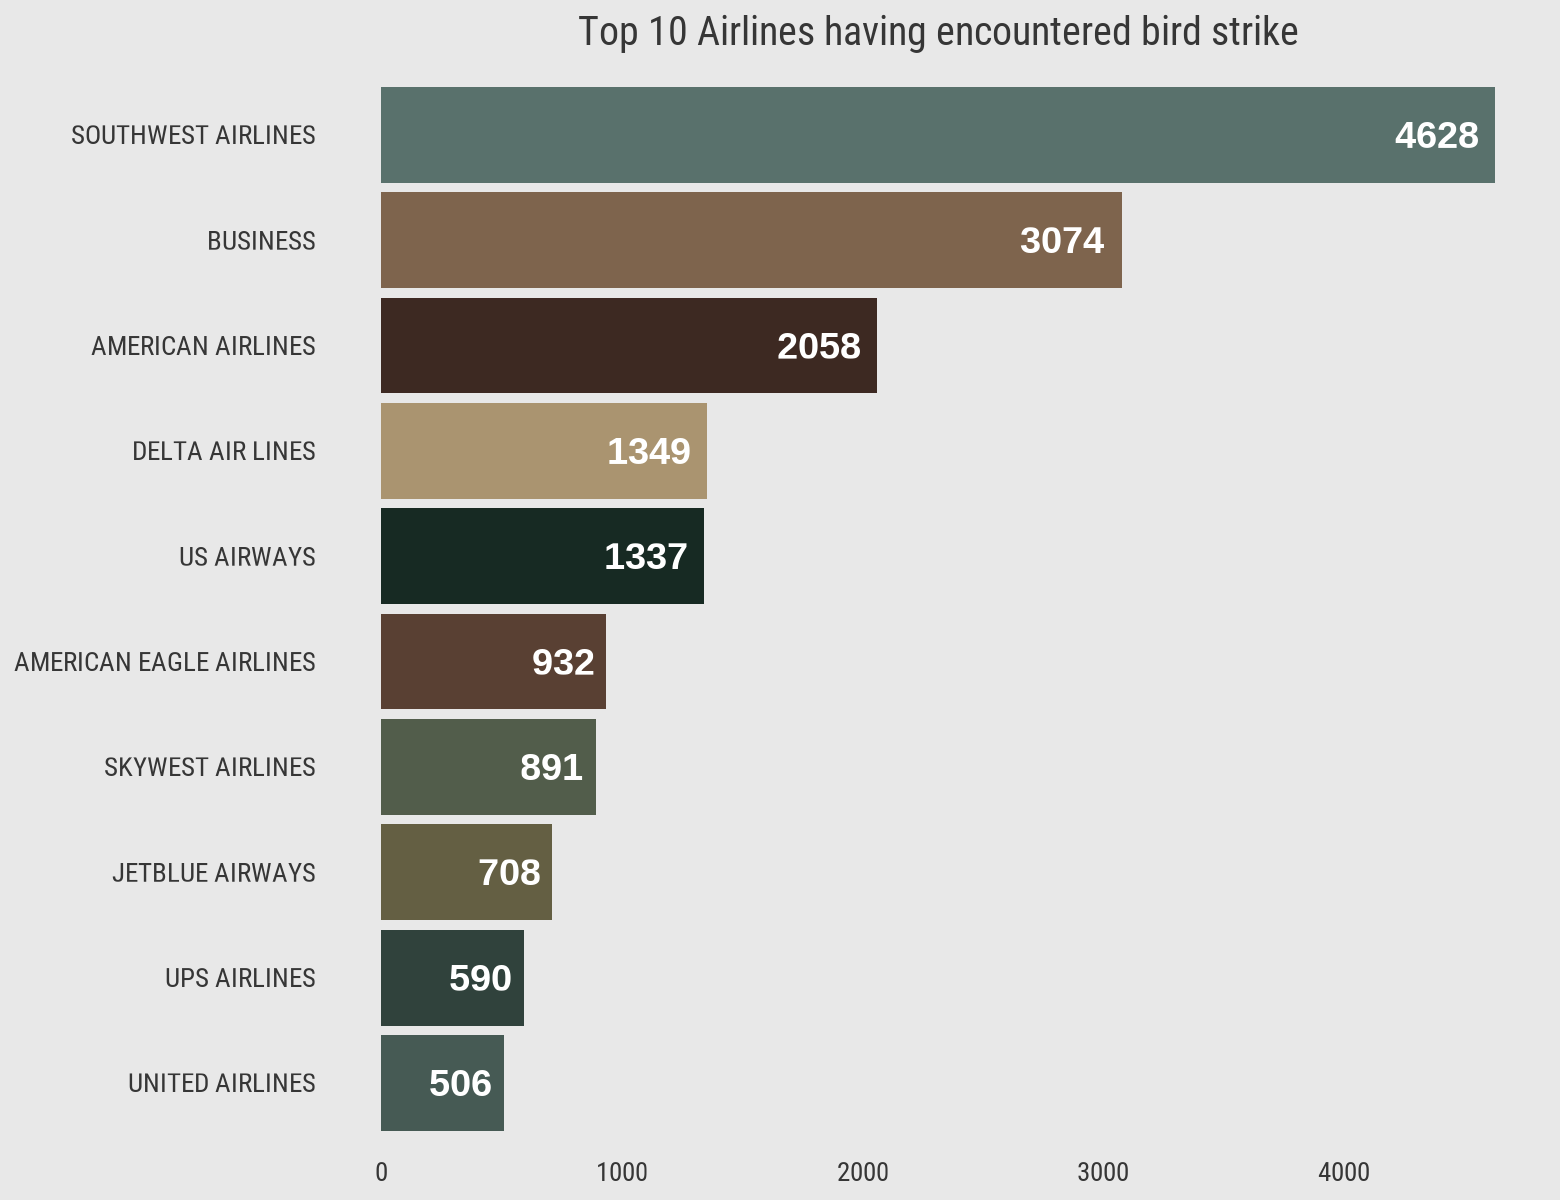 Top 10 Airlines having encountered bird strike
SOUTHWEST AIRLINES 4628
BUSINESS 3074
AMERICAN AIRLINES 2058
DELTA AIR LINES 1349
US AIRWAYS 1337
AMERICAN EAGLE AIRLINES 932
SKYWEST AIRLINES 891
JETBLUE AIRWAYS 708
UPS AIRLINES 590
UNITED AIRLINES 506
0 1000 2000 3000 4000